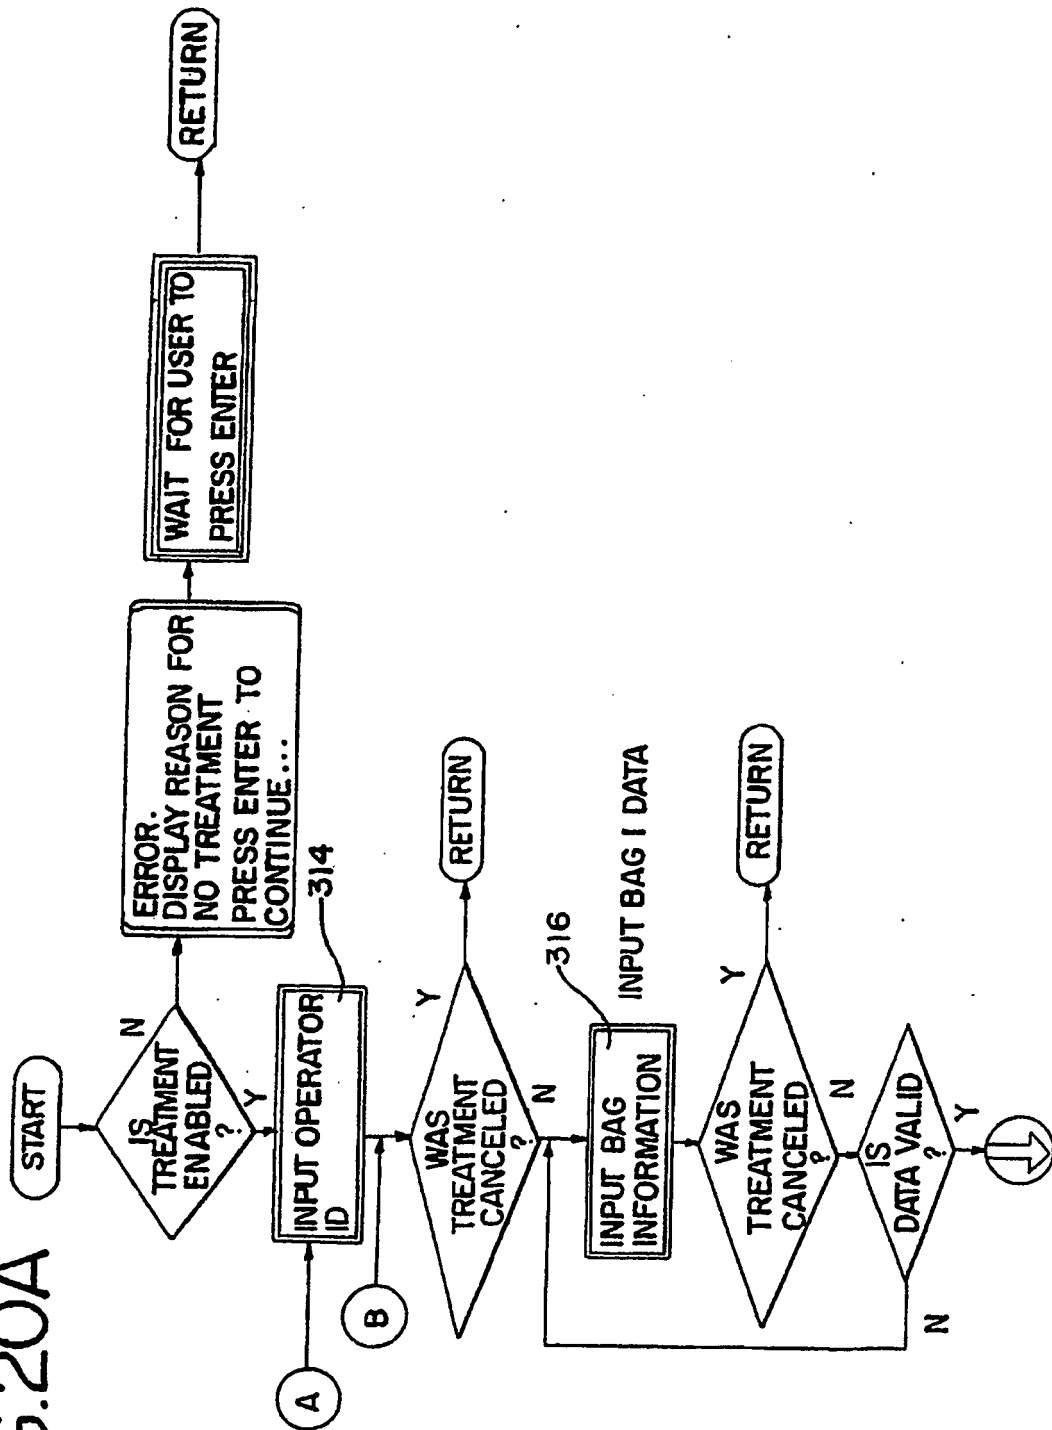 G.20A
START
IS
TREATMENT
ENABLED
?
N
Y
ERROR.
DISPLAY REASON FOR
NO TREATMENT
PRESS ENTER TO
CONTINUE...
WAIT FOR USER TO
PRESS ENTER
RETURN
A
INPUT OPERATOR
ID
314
B
WAS
TREATMENT
CANCELED
?
Y
RETURN
N
316
INPUT BAG
INFORMATION
INPUT BAG 1 DATA
WAS
TREATMENT
CANCELED
?
Y
RETURN
N
IS
DATA VALID
?
N
Y